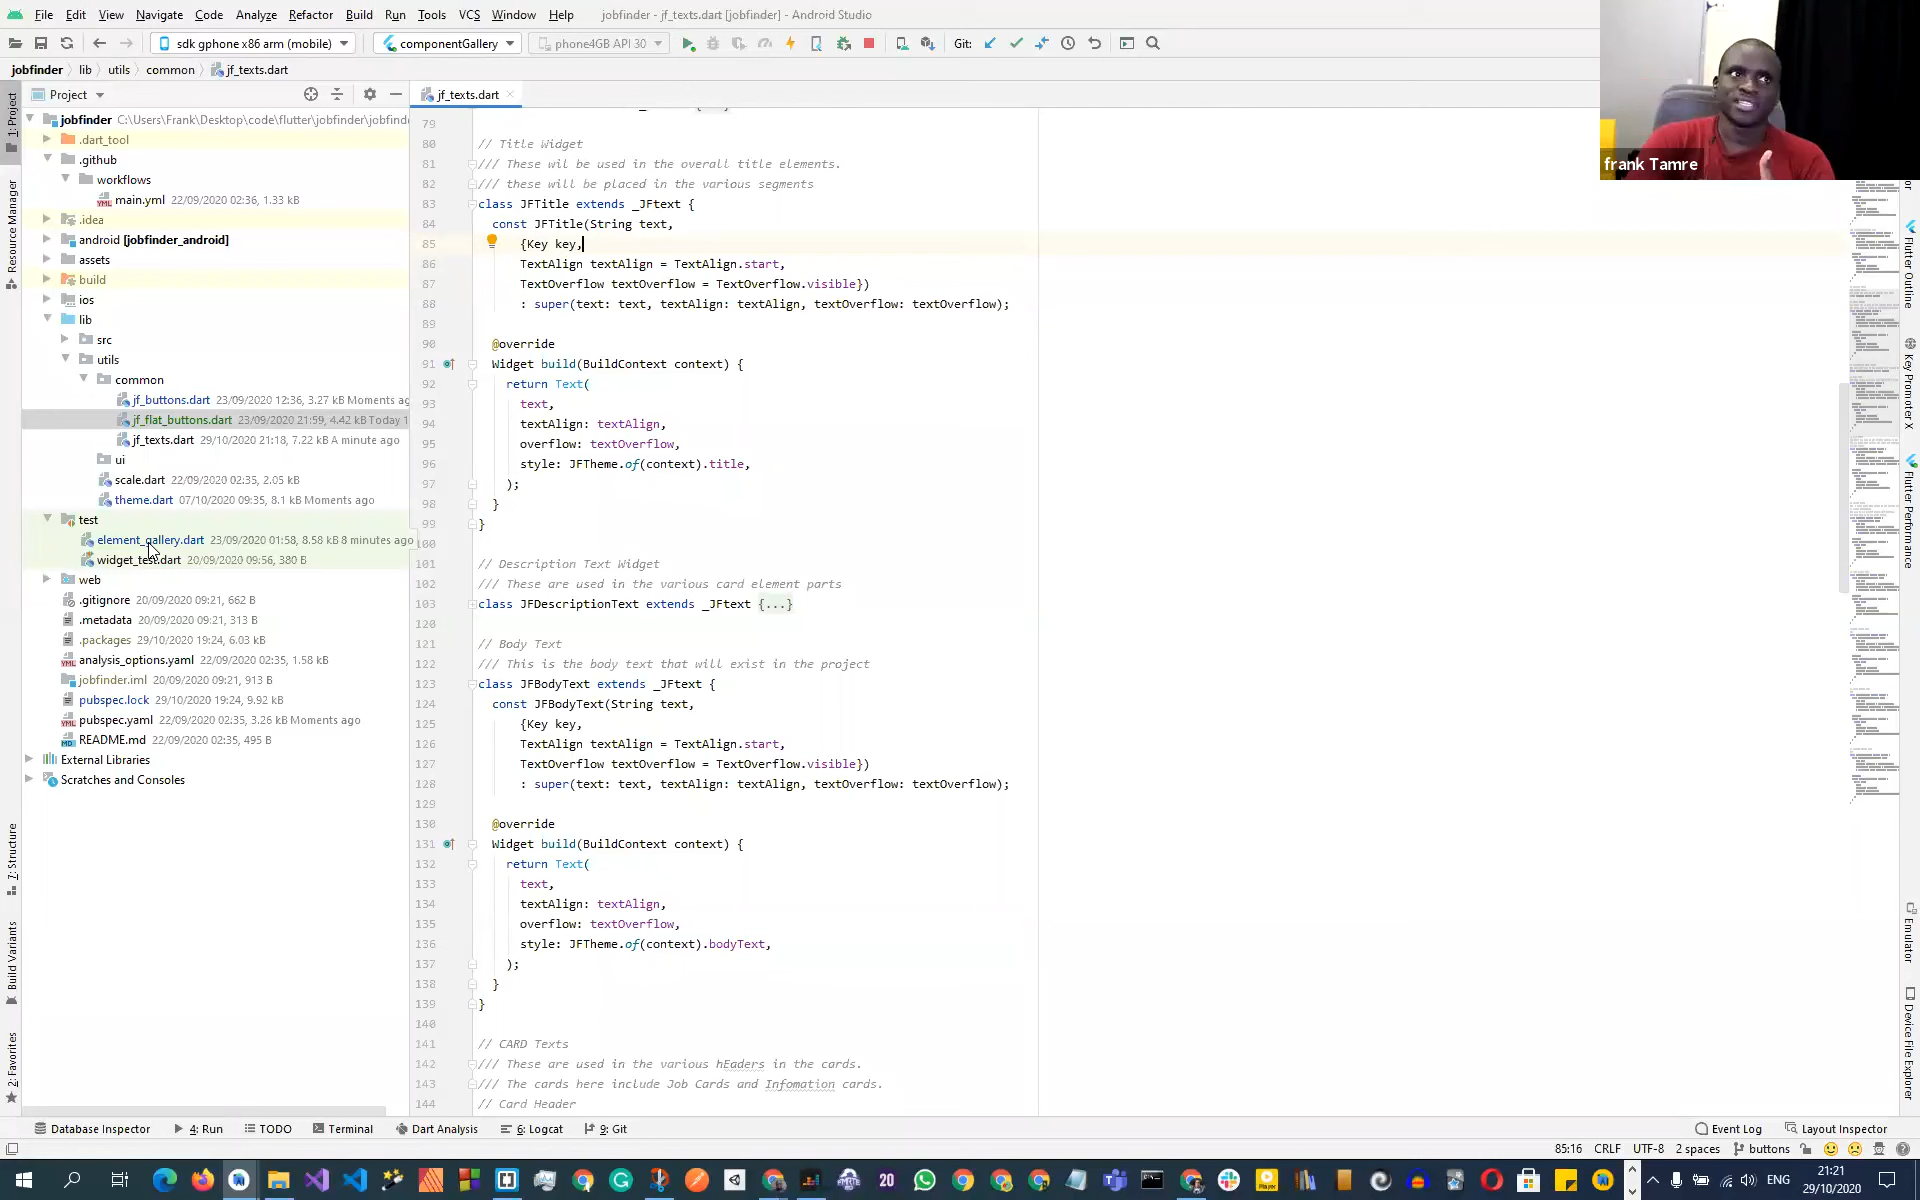 File Edit View Navigate Code Analyze Refactor Build Run Tools VCS Window Help jobfinder - jf_texts.dart [jobfinder] - Android Studio
sdk gphone x86 arm (mobile) componentGallery phone4GB API 30 Git:
jobfinder lib utils common jf_texts.dart
Project
jf_texts.dart
jobfinder C:\Users\Frank\Desktop\code\flutter\jobfinder\jobfind
.dart_tool
.github
workflows
main.yml 22/09/2020 02:36, 1.33 kB
.idea
android [jobfinder_android]
assets
build
ios
lib
src
utils
common
jf_buttons.dart 23/09/2020 12:36, 3.27 kB Moments ag
jf_flat_buttons.dart 23/09/2020 21:59, 4.42 kB Today 1
jf_texts.dart 29/10/2020 21:18, 7.22 kB A minute ago
ui
scale.dart 22/09/2020 02:35, 2.05 kB
theme.dart 07/10/2020 09:35, 8.1 kB Moments ago
test
element_gallery.dart 23/09/2020 01:58, 8.58 kB 8 minutes ago
widget_test.dart 20/09/2020 09:56, 380 B
web
.gitignore 20/09/2020 09:21, 662 B
.metadata 20/09/2020 09:21, 313 B
.packages 29/10/2020 19:24, 6.03 kB
analysis_options.yaml 22/09/2020 02:35, 1.58 kB
jobfinder.iml 20/09/2020 09:21, 913 B
pubspec.lock 29/10/2020 19:24, 9.92 kB
pubspec.yaml 22/09/2020 02:35, 3.26 kB Moments ago
README.md 22/09/2020 02:35, 495 B
External Libraries
Scratches and Consoles
1: Project
Resource Manager
7: Structure
Build Variants
2: Favorites
79
80 // Title Widget
81 /// These wil be used in the overall title elements.
82 /// these will be placed in the various segments
83 class JFTitle extends _JFtext {
84 const JFTitle(String text,
85 {Key key,
86 TextAlign textAlign = TextAlign.start,
87 TextOverflow textOverflow = TextOverflow.visible})
88 : super(text: text, textAlign: textAlign, textOverflow: textOverflow);
89
90 @override
91 Widget build(BuildContext context) {
92 return Text(
93 text,
94 textAlign: textAlign,
95 overflow: textOverflow,
96 style: JFTheme.of(context).title,
97 );
98 }
99 }
100
101 // Description Text Widget
102 /// These are used in the various card element parts
103 class JFDescriptionText extends _JFtext {...}
120
121 // Body Text
122 /// This is the body text that will exist in the project
123 class JFBodyText extends _JFtext {
124 const JFBodyText(String text,
125 {Key key,
126 TextAlign textAlign = TextAlign.start,
127 TextOverflow textOverflow = TextOverflow.visible})
128 : super(text: text, textAlign: textAlign, textOverflow: textOverflow);
129
130 @override
131 Widget build(BuildContext context) {
132 return Text(
133 text,
134 textAlign: textAlign,
135 overflow: textOverflow,
136 style: JFTheme.of(context).bodyText,
137 );
138 }
139 }
140
141 // CARD Texts
142 /// These are used in the various hEaders in the cards.
143 /// The cards here include Job Cards and Infomation cards.
144 // Card Header
frank Tamre
Flutter Outline
Key Promoter X
Flutter Performance
Emulator
Device File Explorer
Database Inspector 4: Run TODO Terminal Dart Analysis 6: Logcat 9: Git Event Log Layout Inspector
85:16 CRLF UTF-8 2 spaces buttons
20 ENG 21:21
29/10/2020